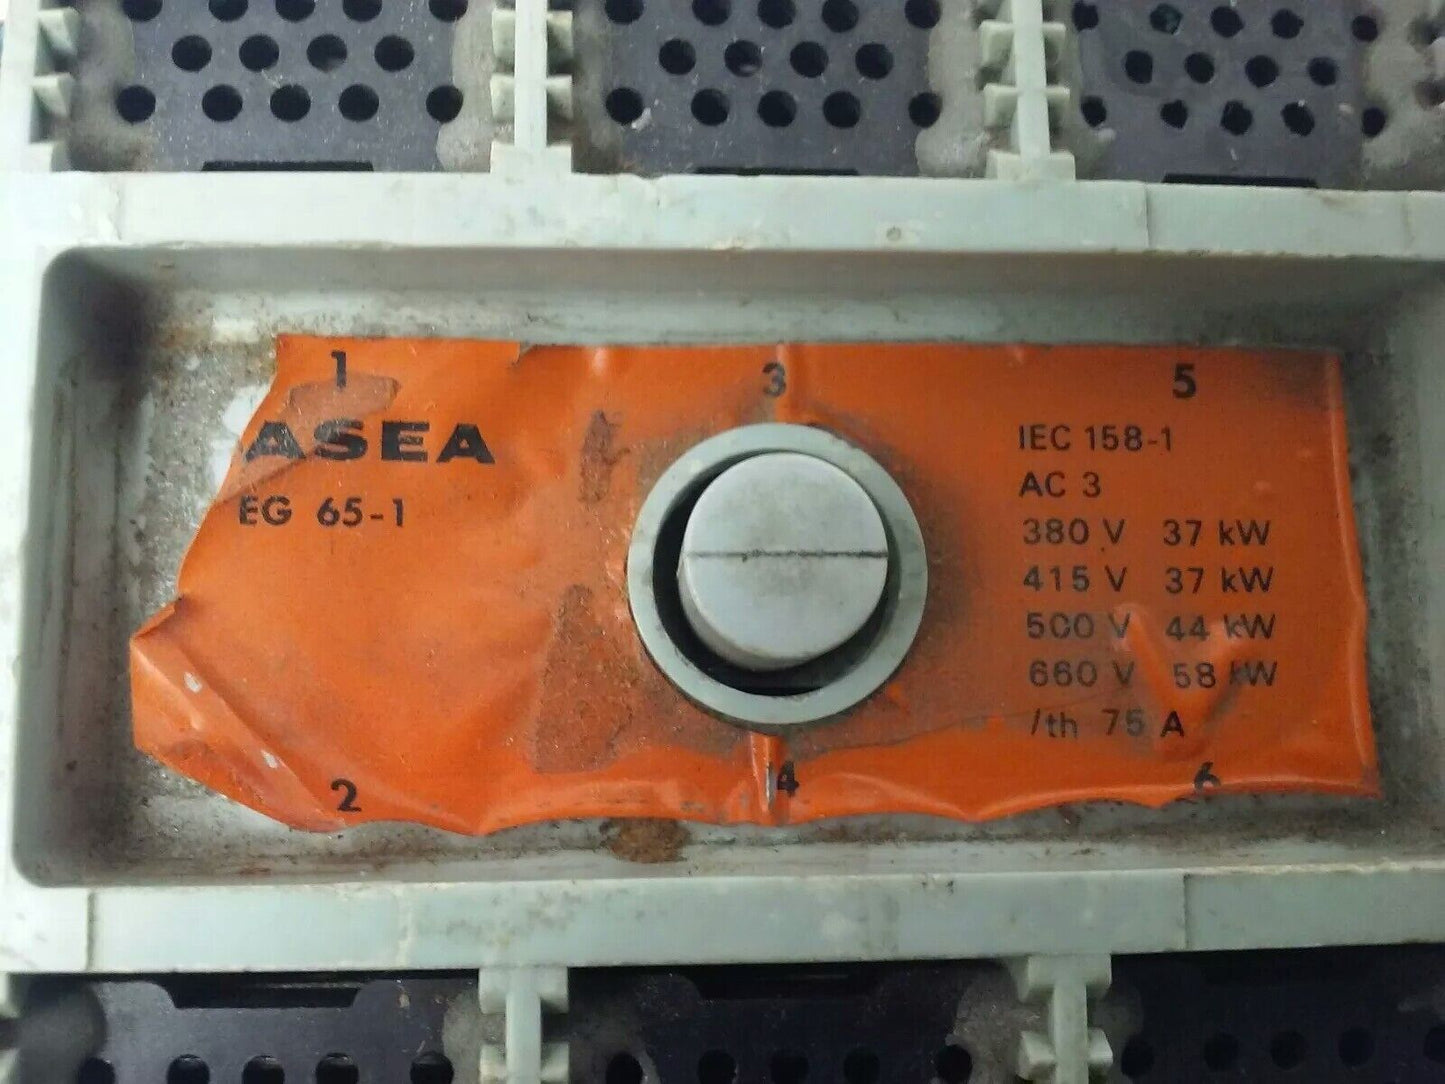 1 3 5
ASEA
EG 65-1
IEC 158-1
AC 3
380 V 37 kW
415 V 37 kW
500 V 44 kW
660 V 58 kW
Ith 75 A
2 4 6